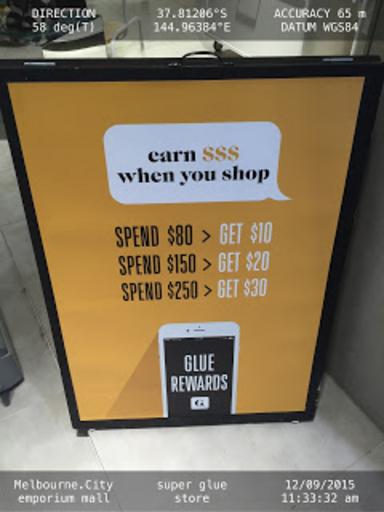 DIRECTION 37.81206°S ACCURACY 65 m
58 deg(T) 144.96384°E DATUM WGS84
earn $$$
when you shop
SPEND $80 > GET $10
SPEND $150 > GET $20
SPEND $250 > GET $30
GLUE
REWARDS
G
Melbourne.City super glue 12/09/2015
emporium mall store 11:33:32 am